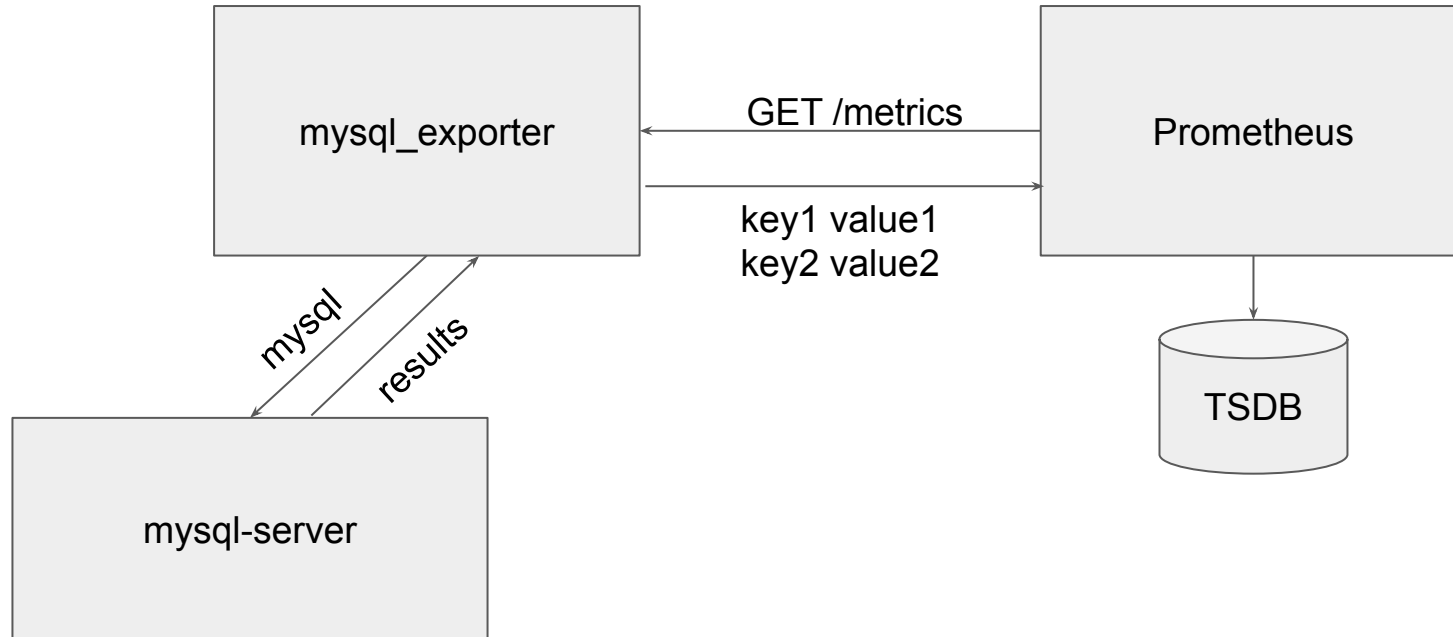 mysql_exporter
GET /metrics
Prometheus
key1 value1
key2 value2
mysql
results
TSDB
mysql-server